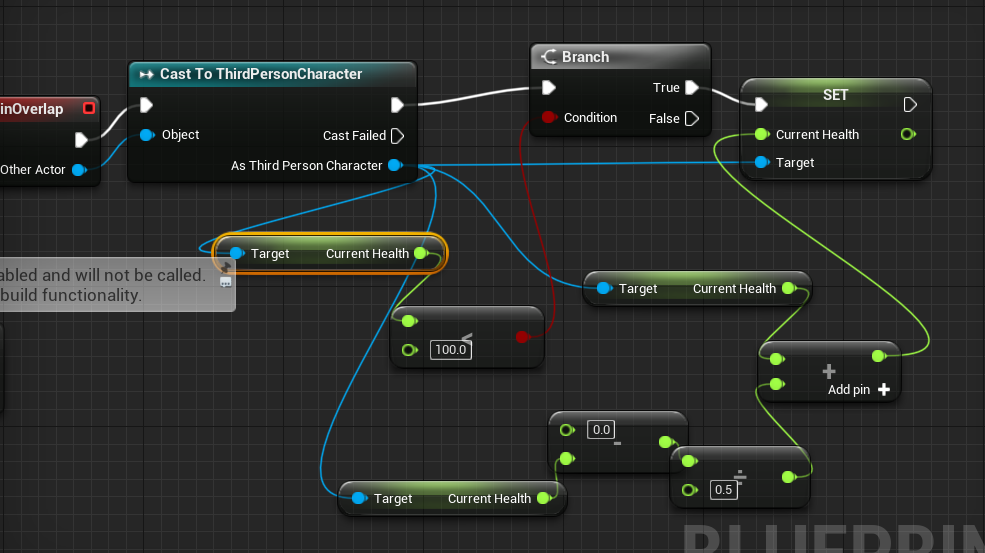 inOverlap
Other Actor
Cast To ThirdPersonCharacter
Object
Cast Failed
As Third Person Character
Branch
True
Condition
False
SET
Current Health
Target
Target Current Health
abled and will not be called.
build functionality.
Target Current Health
<
100.0
+
Add pin
0.0
-
÷
0.5
Target Current Health
BLUEPRIN